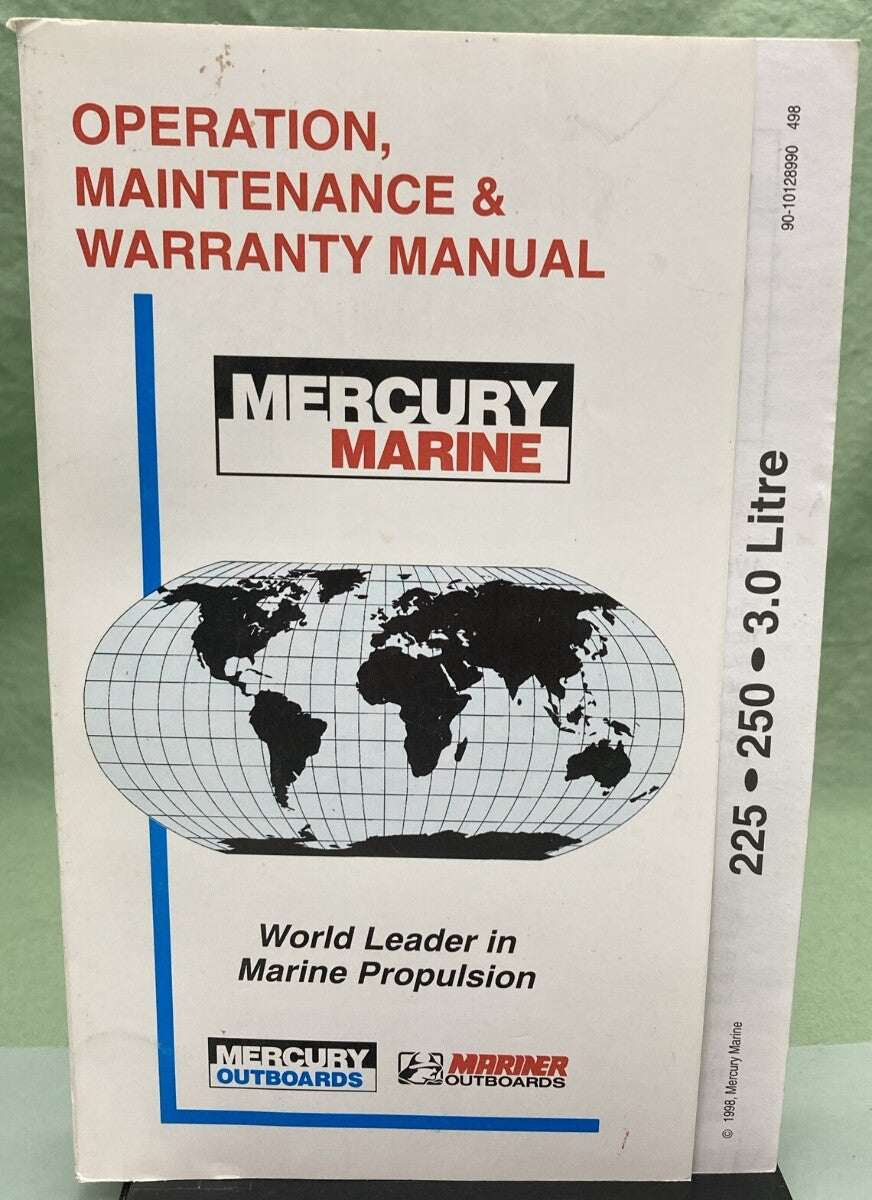 OPERATION,
MAINTENANCE &
WARRANTY MANUAL
MERCURY
MARINE
World Leader in
Marine Propulsion
MERCURY
OUTBOARDS
MARINER
OUTBOARDS
90-10128990 498
225 • 250 • 3.0 Litre
© 1998, Mercury Marine